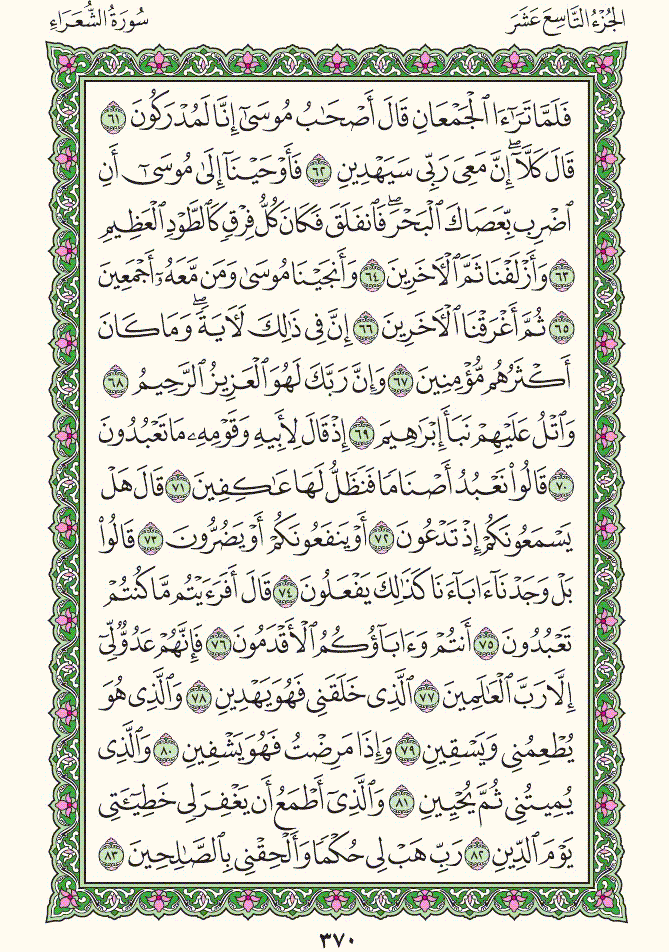 الجُزْءُ التَّاسِعَ عَشَرَ
سُورَةُ الشُّعَرَاءِ
فَلَمَّا تَرَٰٓءَا ٱلْجَمْعَانِ قَالَ أَصْحَٰبُ مُوسَىٰٓ إِنَّا لَمُدْرَكُونَ ٦١
قَالَ كَلَّآ ۖ إِنَّ مَعِىَ رَبِّى سَيَهْدِينِ ٦٢ فَأَوْحَيْنَآ إِلَىٰ مُوسَىٰٓ أَنِ
ٱضْرِب بِّعَصَاكَ ٱلْبَحْرَ ۖ فَٱنفَلَقَ فَكَانَ كُلُّ فِرْقٍ كَٱلطَّوْدِ ٱلْعَظِيمِ
٦٣ وَأَزْلَفْنَا ثَمَّ ٱلْءَاخَرِينَ ٦٤ وَأَنجَيْنَا مُوسَىٰ وَمَن مَّعَهُۥٓ أَجْمَعِينَ
٦٥ ثُمَّ أَغْرَقْنَا ٱلْءَاخَرِينَ ٦٦ إِنَّ فِى ذَٰلِكَ لَءَايَةً ۖ وَمَا كَانَ
أَكْثَرُهُم مُّؤْمِنِينَ ٦٧ وَإِنَّ رَبَّكَ لَهُوَ ٱلْعَزِيزُ ٱلرَّحِيمُ ٦٨
وَٱتْلُ عَلَيْهِمْ نَبَأَ إِبْرَٰهِيمَ ٦٩ إِذْ قَالَ لِأَبِيهِ وَقَوْمِهِۦ مَا تَعْبُدُونَ
٧٠ قَالُوا۟ نَعْبُدُ أَصْنَامًا فَنَظَلُّ لَهَا عَٰكِفِينَ ٧١ قَالَ هَلْ
يَسْمَعُونَكُمْ إِذْ تَدْعُونَ ٧٢ أَوْ يَنفَعُونَكُمْ أَوْ يَضُرُّونَ ٧٣ قَالُوا۟
بَلْ وَجَدْنَآ ءَابَآءَنَا كَذَٰلِكَ يَفْعَلُونَ ٧٤ قَالَ أَفَرَءَيْتُم مَّا كُنتُمْ
تَعْبُدُونَ ٧٥ أَنتُمْ وَءَابَآؤُكُمُ ٱلْأَقْدَمُونَ ٧٦ فَإِنَّهُمْ عَدُوٌّ لِّىٓ
إِلَّا رَبَّ ٱلْعَٰلَمِينَ ٧٧ ٱلَّذِى خَلَقَنِى فَهُوَ يَهْدِينِ ٧٨ وَٱلَّذِى هُوَ
يُطْعِمُنِى وَيَسْقِينِ ٧٩ وَإِذَا مَرِضْتُ فَهُوَ يَشْفِينِ ٨٠ وَٱلَّذِى
يُمِيتُنِى ثُمَّ يُحْيِينِ ٨١ وَٱلَّذِىٓ أَطْمَعُ أَن يَغْفِرَ لِى خَطِيٓـَٔتِى
يَوْمَ ٱلدِّينِ ٨٢ رَبِّ هَبْ لِى حُكْمًا وَأَلْحِقْنِى بِٱلصَّٰلِحِينَ ٨٣
٣٧٠